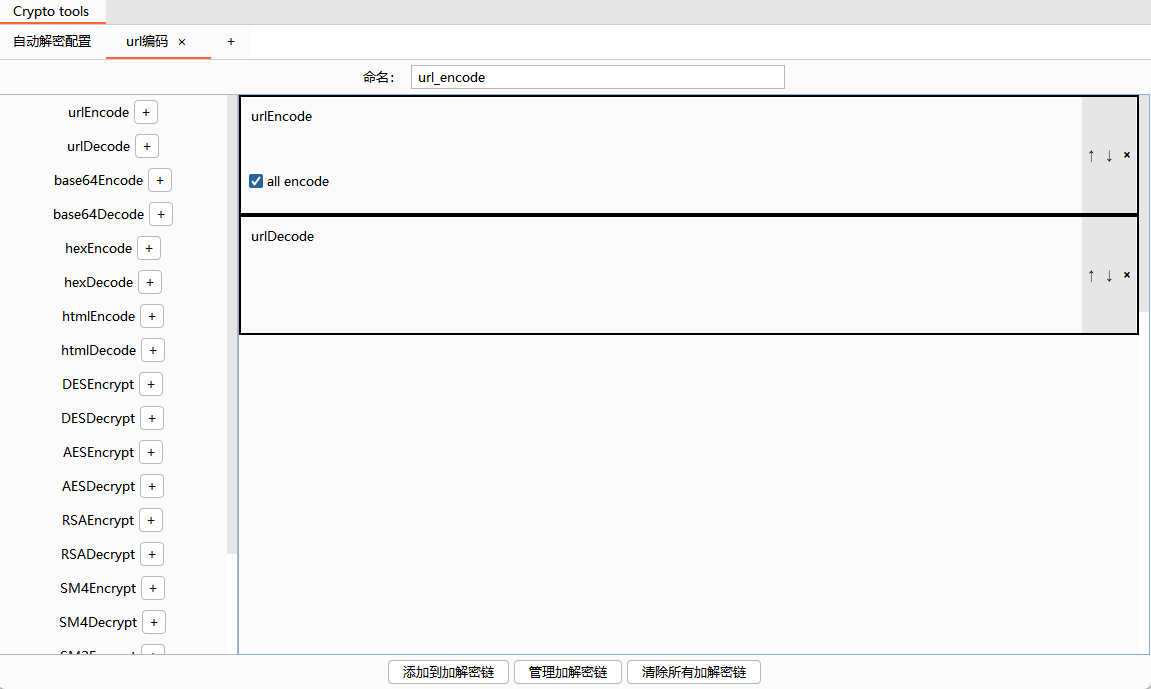 Crypto tools
自动解密配置 url编码 × +
命名： url_encode
urlEncode +
urlDecode +
base64Encode +
base64Decode +
hexEncode +
hexDecode +
htmlEncode +
htmlDecode +
DESEncrypt +
DESDecrypt +
AESEncrypt +
AESDecrypt +
RSAEncrypt +
RSADecrypt +
SM4Encrypt +
SM4Decrypt +
urlEncode
↑ ↓ ×
all encode
urlDecode
↑ ↓ ×
添加到加解密链 管理加解密链 清除所有加解密链